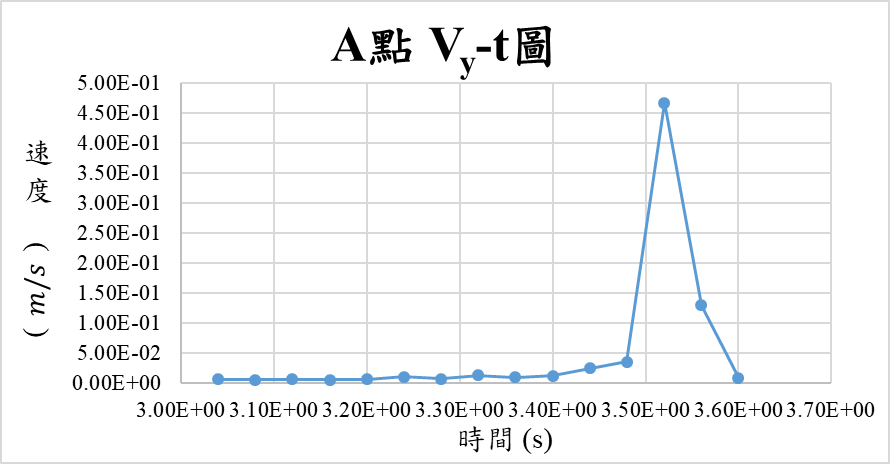 A點 Vy-t圖
5.00E-01
4.50E-01
4.00E-01
3.50E-01
3.00E-01
2.50E-01
2.00E-01
1.50E-01
1.00E-01
5.00E-02
0.00E+00
速度 (m/s)
3.00E+00 3.10E+00 3.20E+00 3.30E+00 3.40E+00 3.50E+00 3.60E+00 3.70E+00
時間 (s)